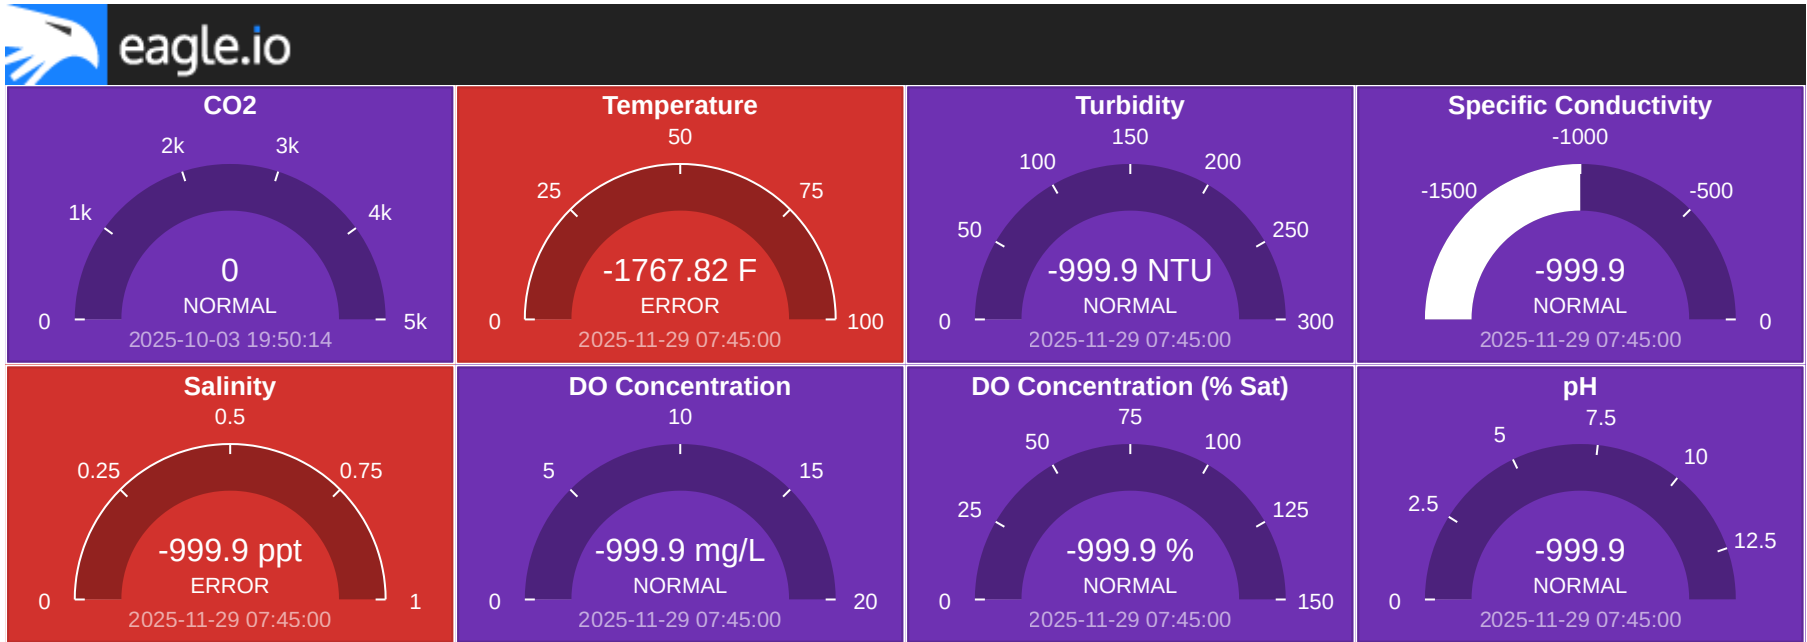 eagle.io
CO2
2k
3k
1k
4k
0
NORMAL
0
5k
2025-10-03 19:50:14
Temperature
50
25
75
-1767.82 F
ERROR
0
100
2025-11-29 07:45:00
Turbidity
150
100
200
50
250
-999.9 NTU
NORMAL
0
300
2025-11-29 07:45:00
Specific Conductivity
-1000
-1500
-500
-999.9
NORMAL
0
2025-11-29 07:45:00
Salinity
0.5
0.25
0.75
-999.9 ppt
ERROR
0
1
2025-11-29 07:45:00
DO Concentration
10
5
15
-999.9 mg/L
NORMAL
0
20
2025-11-29 07:45:00
DO Concentration (% Sat)
75
50
100
25
125
-999.9 %
NORMAL
0
150
2025-11-29 07:45:00
pH
7.5
5
10
2.5
12.5
-999.9
NORMAL
0
2025-11-29 07:45:00